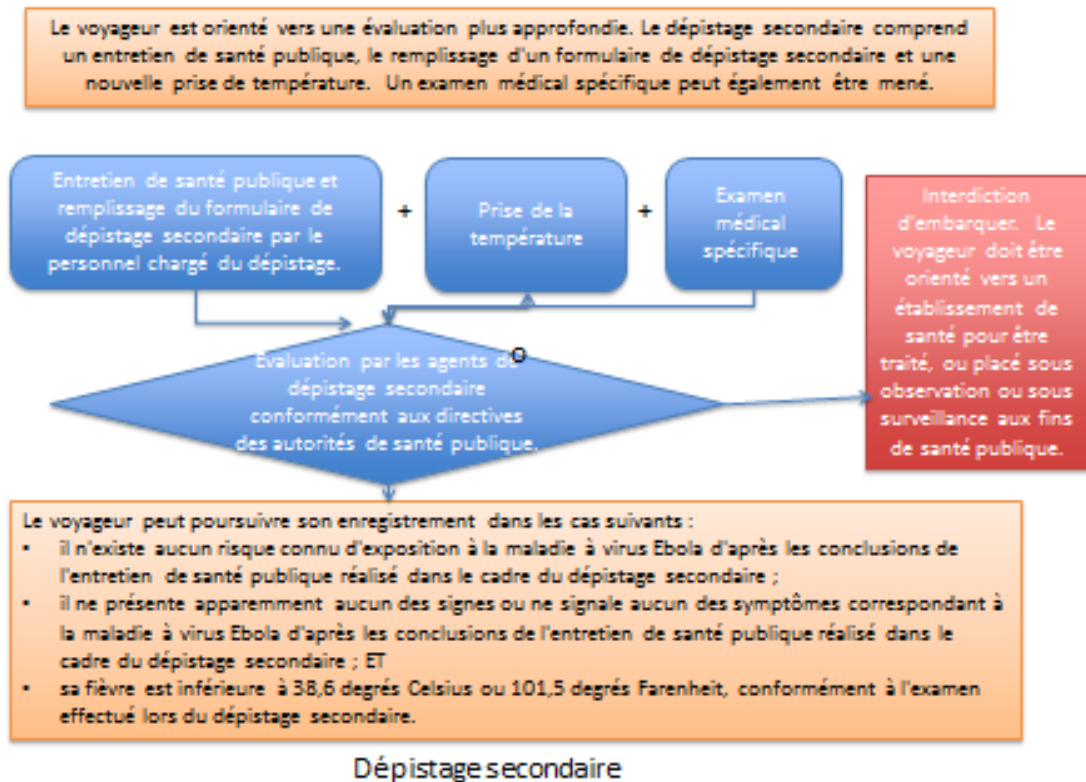 Le voyageur est orienté vers une évaluation plus approfondie. Le dépistage secondaire comprend
un entretien de santé publique, le remplissage d'un formulaire de dépistage secondaire et une
nouvelle prise de température. Un examen médical spécifique peut également être mené.
Entretien de santé publique et
remplissage du formulaire de
dépistage secondaire par le
personnel chargé du dépistage.
+
Prise de la
température
+
Examen
médical
spécifique
Interdiction
d'embarquer. Le
voyageur doit être
orienté vers un
établissement de
santé pour être
traité, ou placé sous
observation ou sous
surveillance aux fins
de santé publique.
Évaluation par les agents de
dépistage secondaire
conformément aux directives
des autorités de santé publique.
Le voyageur peut poursuivre son enregistrement dans les cas suivants :
• il n'existe aucun risque connu d'exposition à la maladie à virus Ebola d'après les conclusions de
l'entretien de santé publique réalisé dans le cadre du dépistage secondaire ;
• il ne présente apparemment aucun des signes ou ne signale aucun des symptômes correspondant à
la maladie à virus Ebola d'après les conclusions de l'entretien de santé publique réalisé dans le
cadre du dépistage secondaire ; ET
• sa fièvre est inférieure à 38,6 degrés Celsius ou 101,5 degrés Farenheit, conformément à l'examen
effectué lors du dépistage secondaire.
Dépistage secondaire